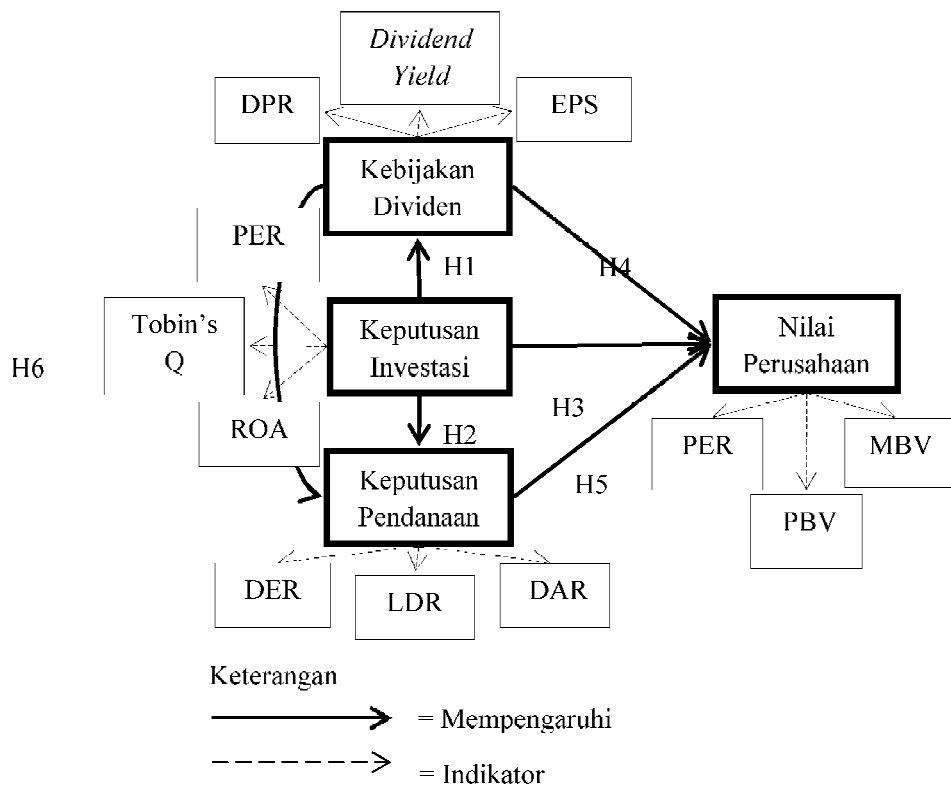 Dividend
Yield
DPR
EPS
Kebijakan
Dividen
PER
H1
H4
Tobin's
Q
Keputusan
Investasi
Nilai
Perusahaan
H6
H3
ROA
H2
PER
MBV
Keputusan
Pendanaan
H5
PBV
DER
LDR
DAR
Keterangan
= Mempengaruhi
= Indikator